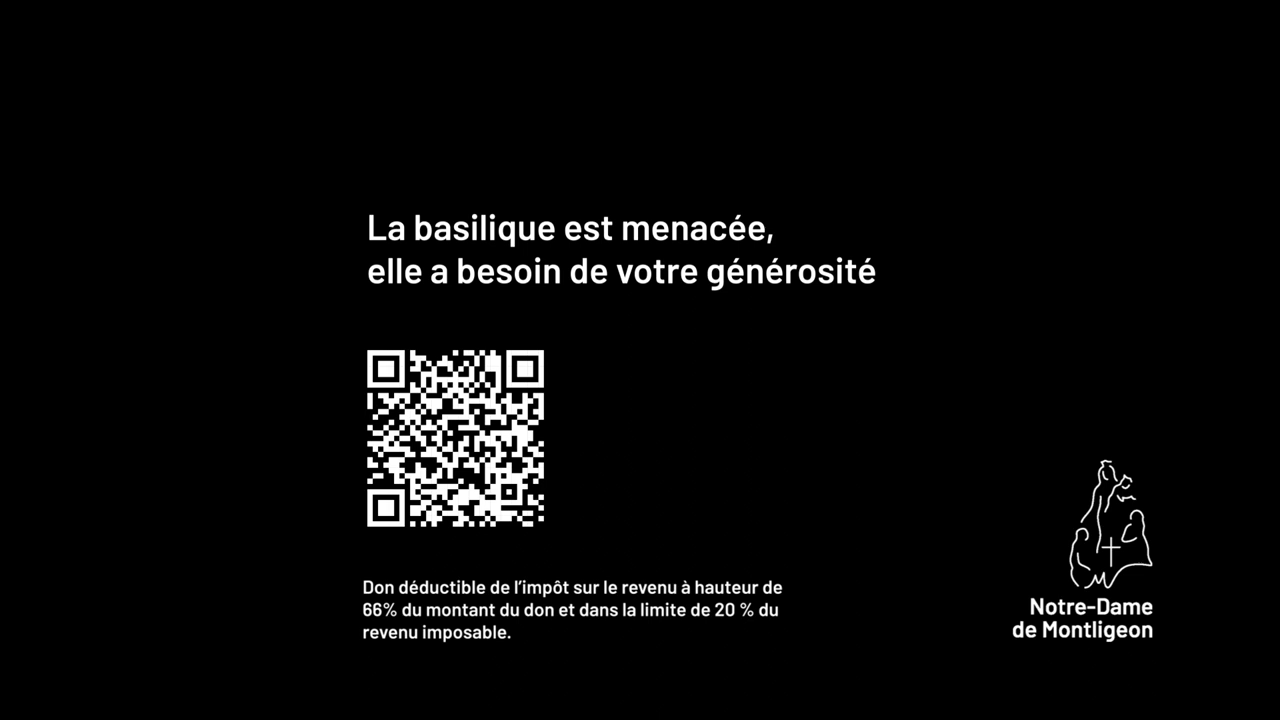 La basilique est menacée,
elle a besoin de votre générosité
Don déductible de l’impôt sur le revenu à hauteur de
66% du montant du don et dans la limite de 20 % du
revenu imposable.
Notre-Dame
de Montligeon